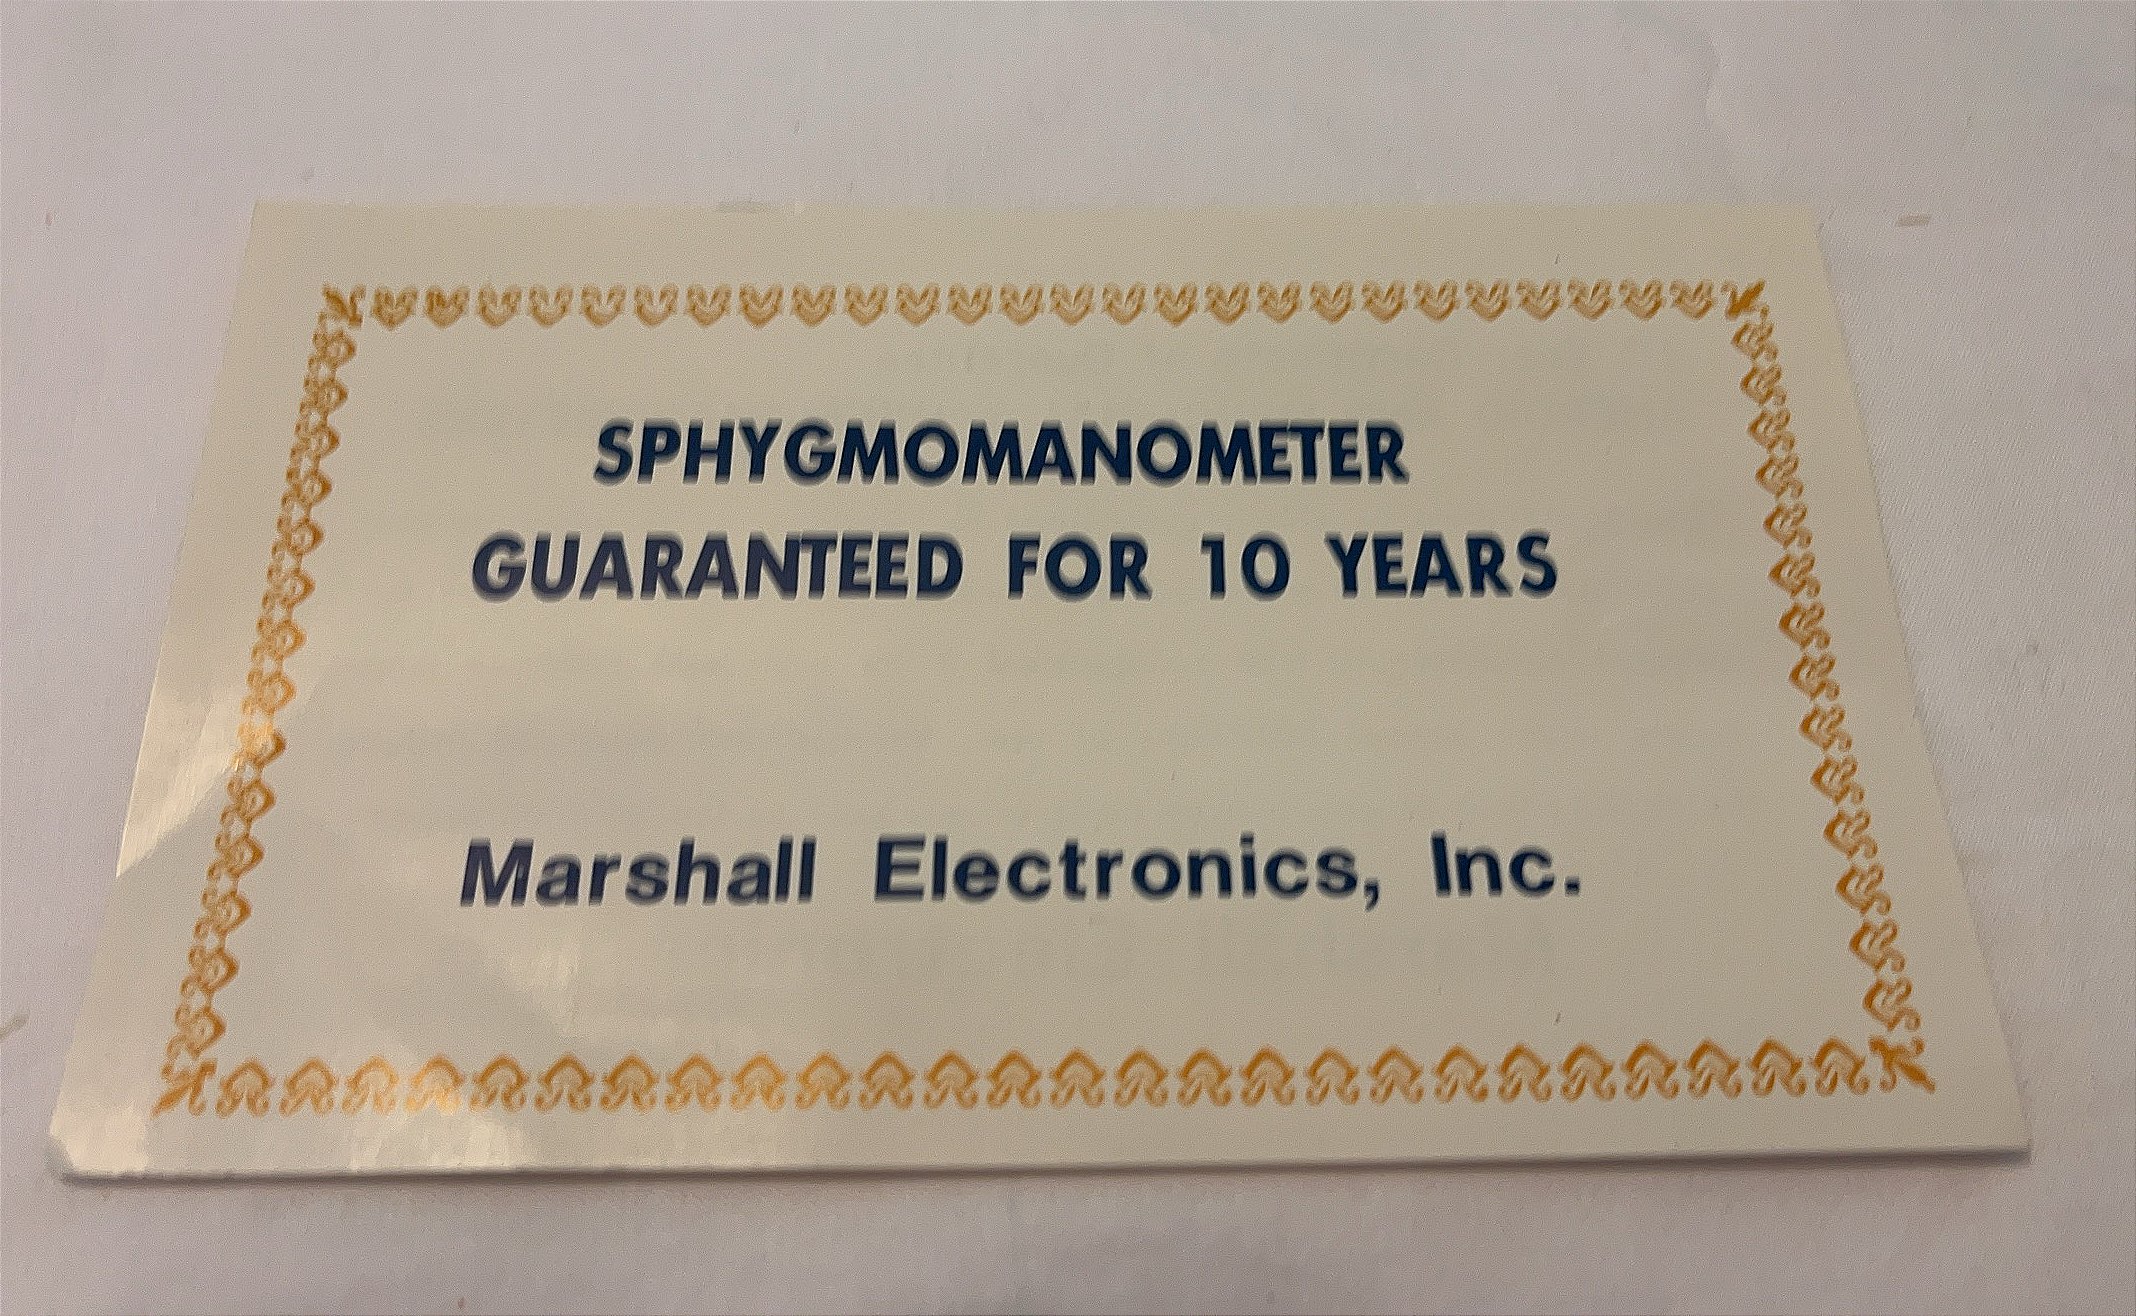 SPHYGMOMANOMETER
GUARANTEED FOR 10 YEARS
Marshall Electronics, Inc.